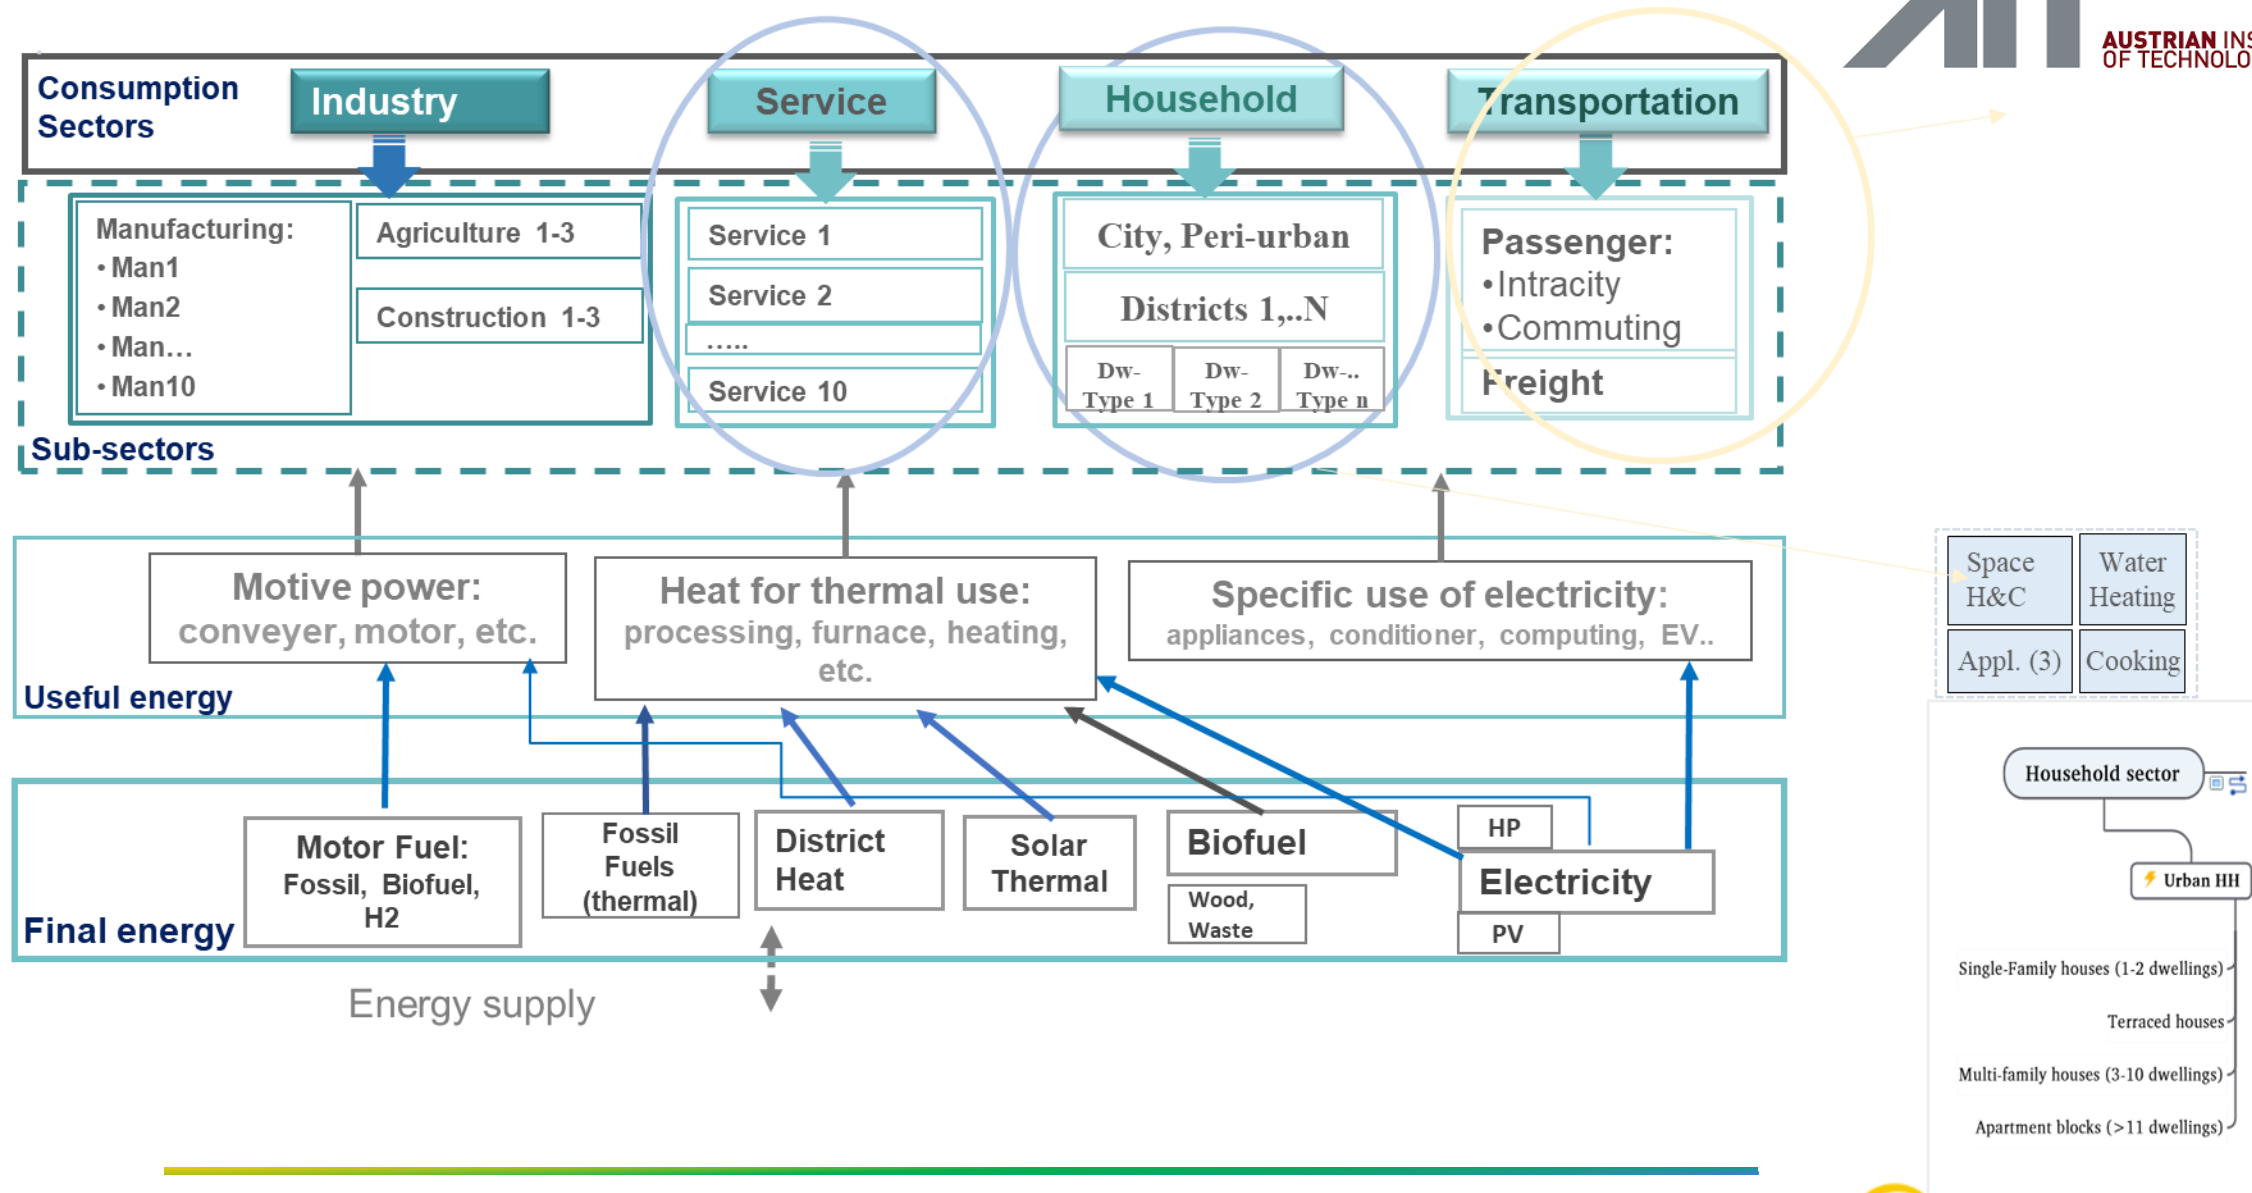 AUSTRIAN INS
OF TECHNOLO
Consumption
Sectors
Industry
Service
Household
Transportation
Manufacturing:
• Man1
• Man2
• Man...
• Man10
Agriculture 1-3
Construction 1-3
Service 1
Service 2
.....
Service 10
City, Peri-urban
Districts 1,..N
Dw-
Type 1
Dw-
Type 2
Dw-..
Type n
Passenger:
•Intracity
•Commuting
Freight
Sub-sectors
Motive power:
conveyer, motor, etc.
Heat for thermal use:
processing, furnace, heating,
etc.
Specific use of electricity:
appliances, conditioner, computing, EV..
Useful energy
Space
H&C
Water
Heating
Appl. (3)
Cooking
Motor Fuel:
Fossil, Biofuel,
H2
Fossil
Fuels
(thermal)
District
Heat
Solar
Thermal
Biofuel
Wood,
Waste
HP
Electricity
PV
Final energy
Energy supply
Household sector
Urban HH
Single-Family houses (1-2 dwellings)
Terraced houses
Multi-family houses (3-10 dwellings)
Apartment blocks (>11 dwellings)